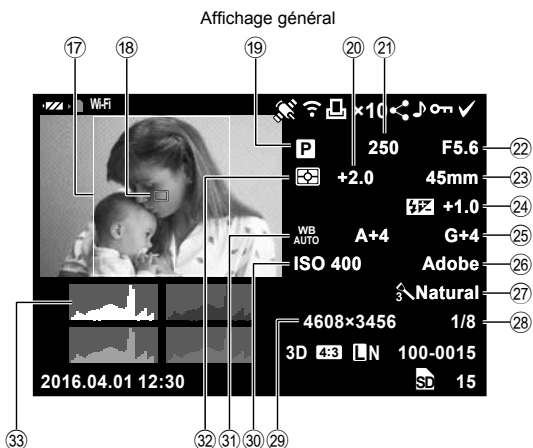 Affichage général
17 18 19 20 21
Wi-Fi ×10
P 250 F5.6 22
+2.0 45mm 23
+1.0 24
WB AUTO A+4 G+4 25
ISO 400 Adobe 26
3 Natural 27
4608×3456 1/8 28
3D 4:3 LN 100-0015
2016.04.01 12:30 SD 15
33 32 31 30 29